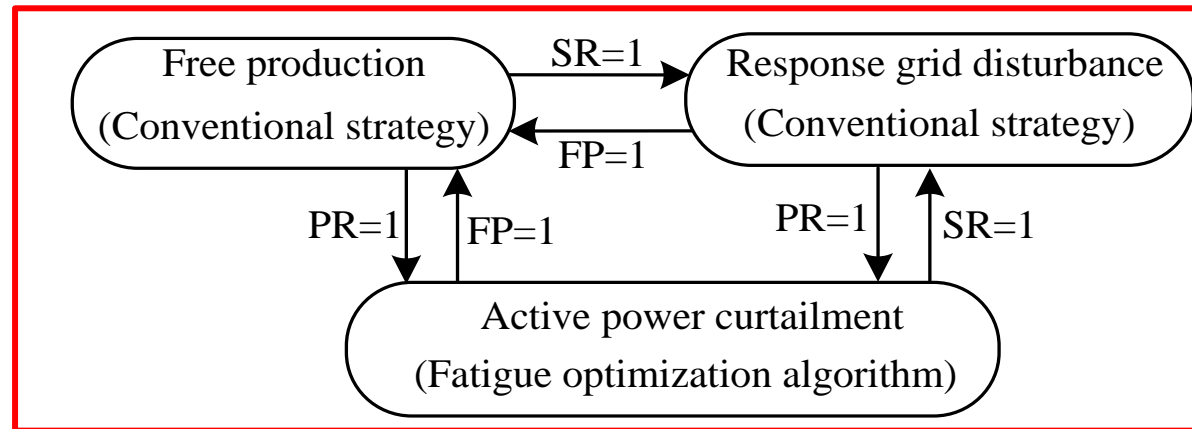 Free production
(Conventional strategy)
SR=1
FP=1
Response grid disturbance
(Conventional strategy)
PR=1
FP=1
PR=1
SR=1
Active power curtailment
(Fatigue optimization algorithm)